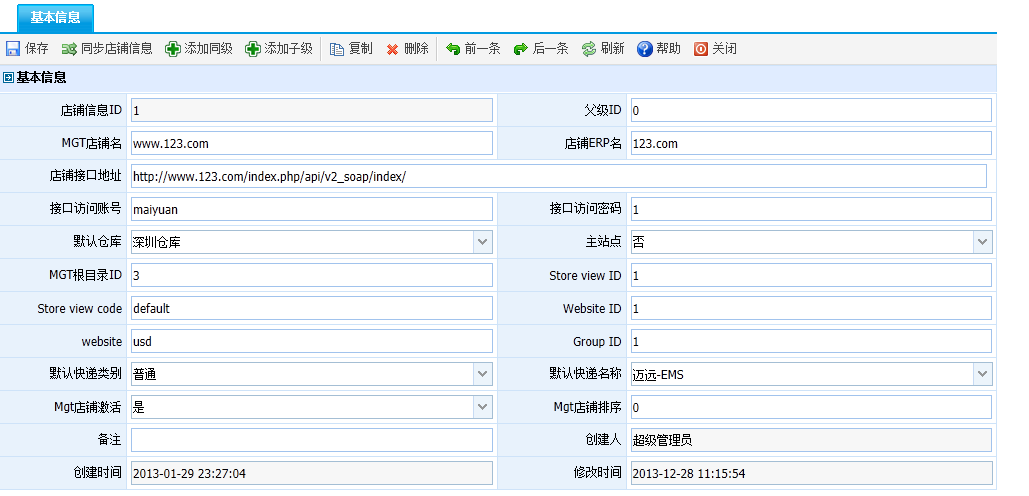 基本信息
保存 同步店铺信息 添加同级 添加子级 复制 删除 前一条 后一条 刷新 帮助 关闭
基本信息
店铺信息ID 1 父级ID 0
MGT店铺名 www.123.com 店铺ERP名 123.com
店铺接口地址 http://www.123.com/index.php/api/v2_soap/index/
接口访问账号 maiyuan 接口访问密码 1
默认仓库 深圳仓库 主站点 否
MGT根目录ID 3 Store view ID 1
Store view code default Website ID 1
website usd Group ID 1
默认快递类别 普通 默认快递名称 迈远-EMS
Mgt店铺激活 是 Mgt店铺排序 0
备注 创建人 超级管理员
创建时间 2013-01-29 23:27:04 修改时间 2013-12-28 11:15:54